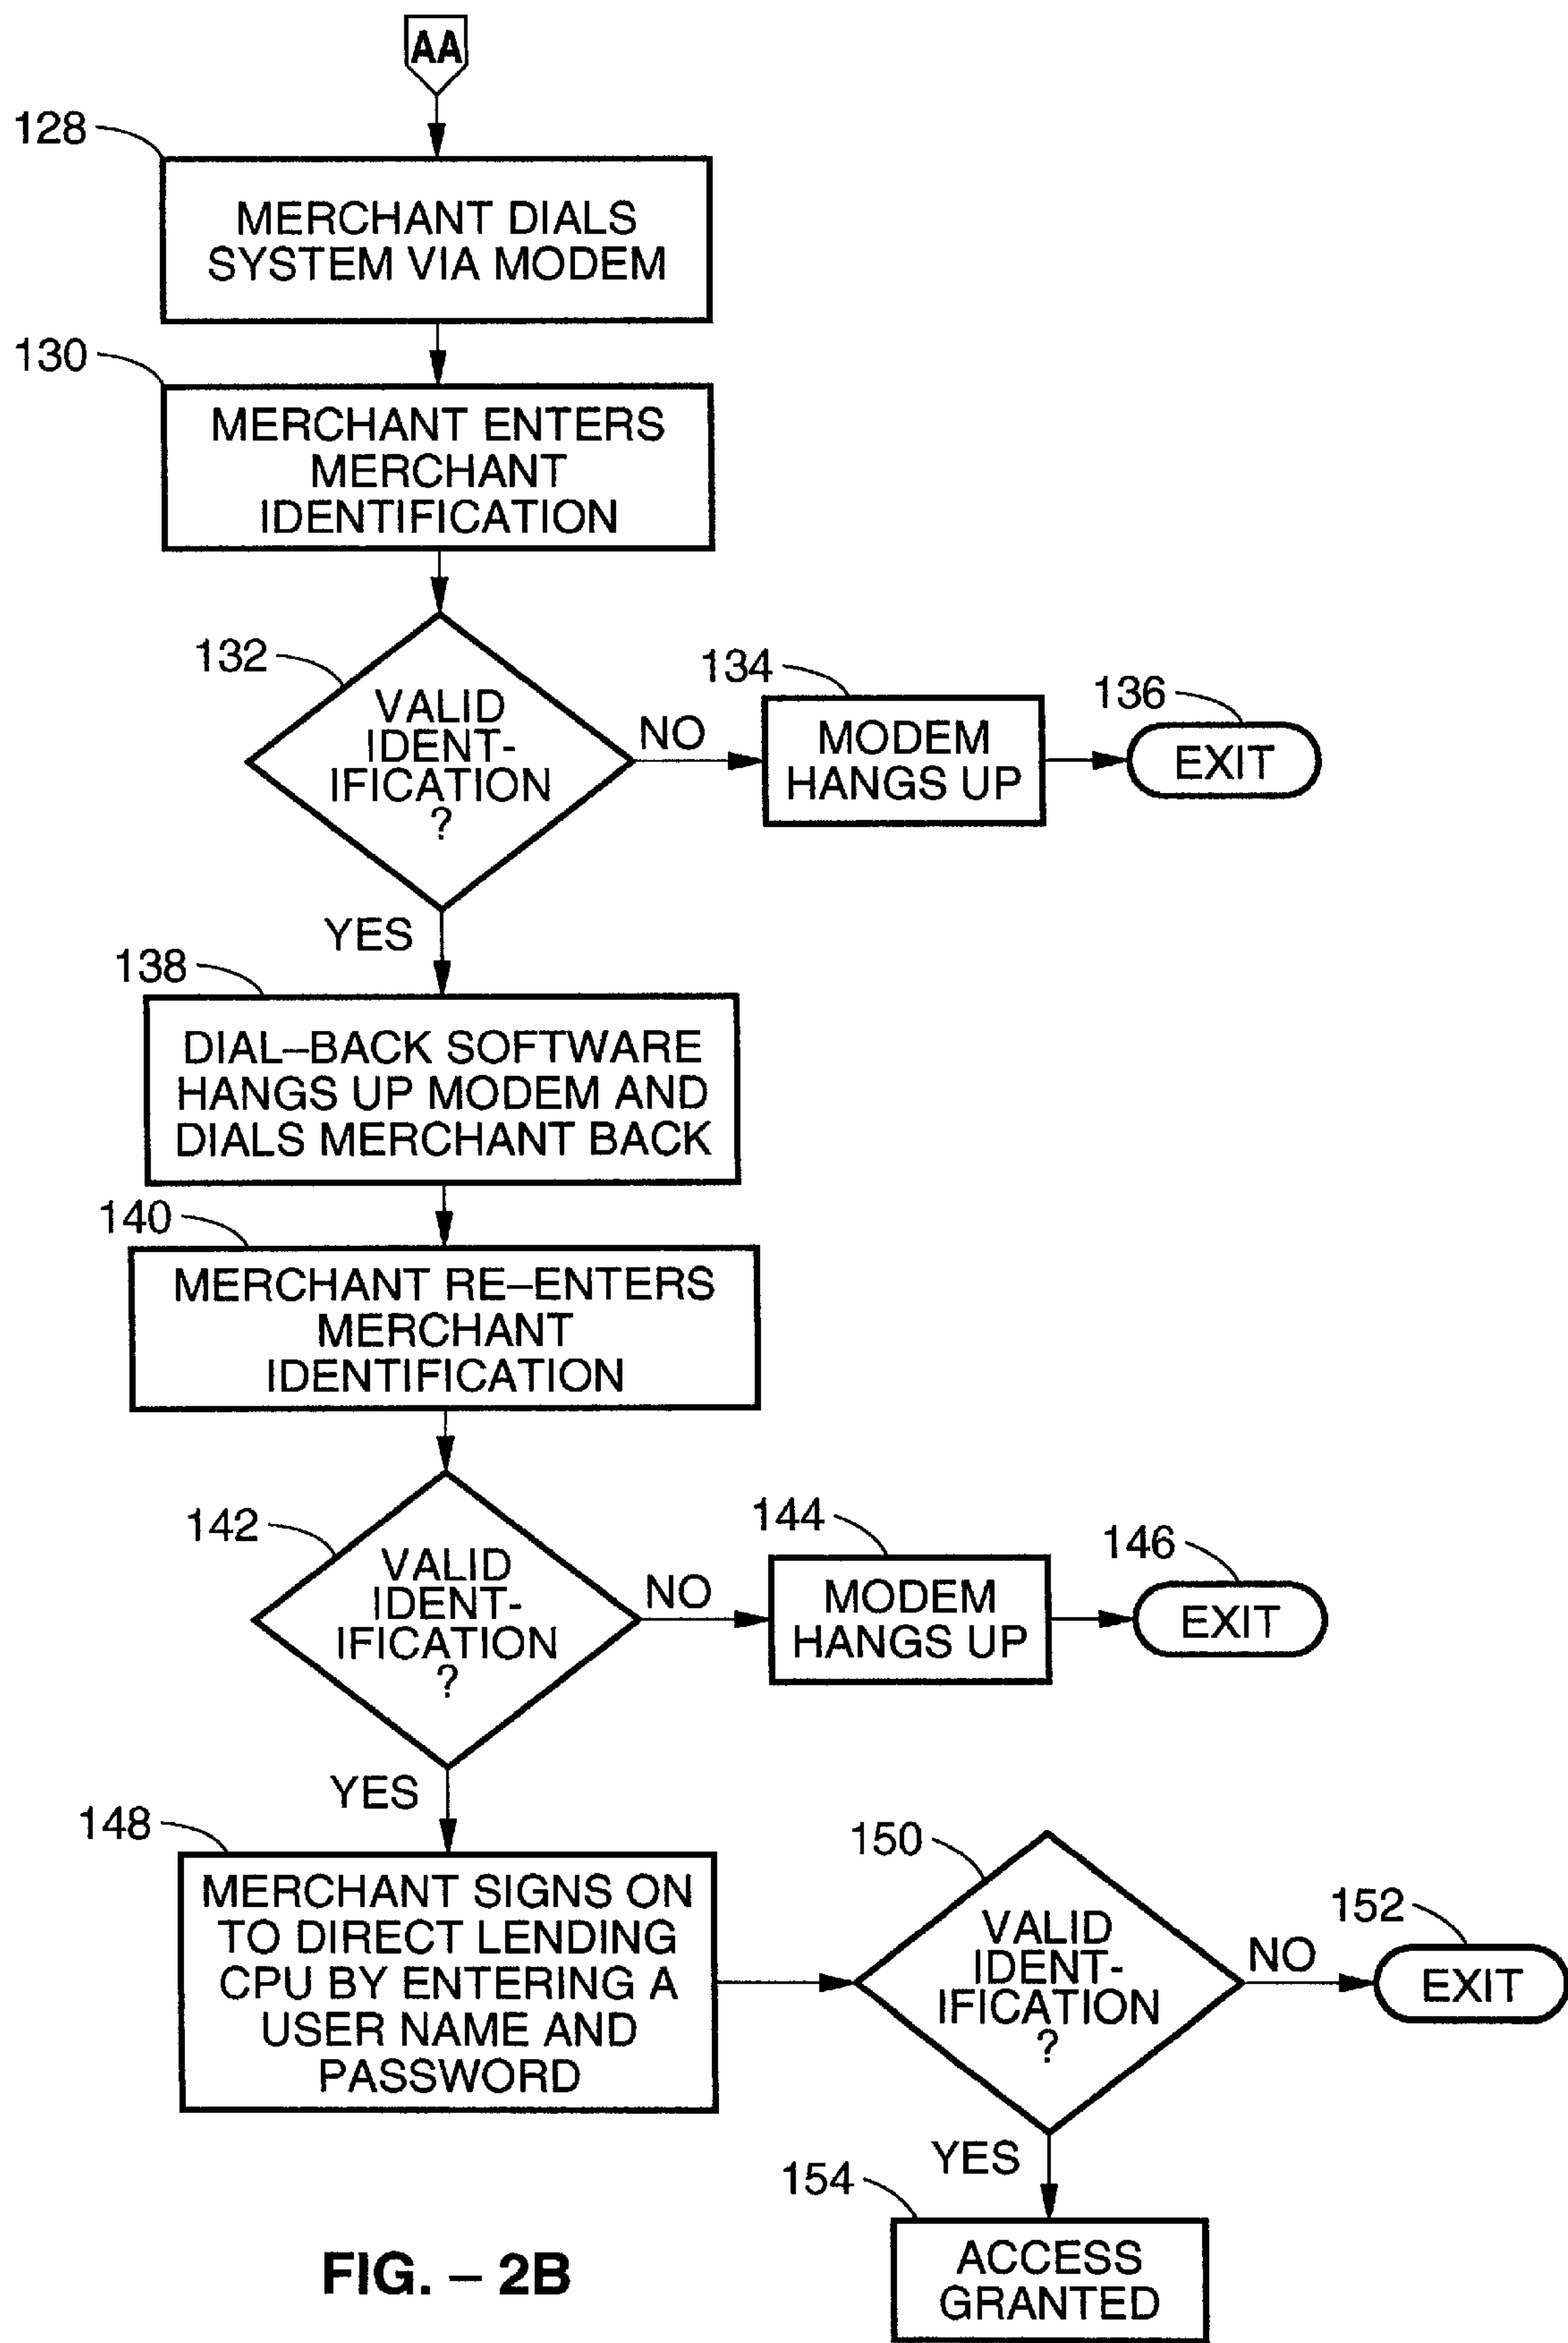 AA
128
MERCHANT DIALS
SYSTEM VIA MODEM
130
MERCHANT ENTERS
MERCHANT
IDENTIFICATION
132
VALID
IDENT-
IFICATION
?
NO
134
MODEM
HANGS UP
136
EXIT
YES
138
DIAL–BACK SOFTWARE
HANGS UP MODEM AND
DIALS MERCHANT BACK
140
MERCHANT RE–ENTERS
MERCHANT
IDENTIFICATION
142
VALID
IDENT-
IFICATION
?
NO
144
MODEM
HANGS UP
146
EXIT
YES
148
MERCHANT SIGNS ON
TO DIRECT LENDING
CPU BY ENTERING A
USER NAME AND
PASSWORD
150
VALID
IDENT-
IFICATION
?
NO
152
EXIT
YES
154
ACCESS
GRANTED
FIG. – 2B